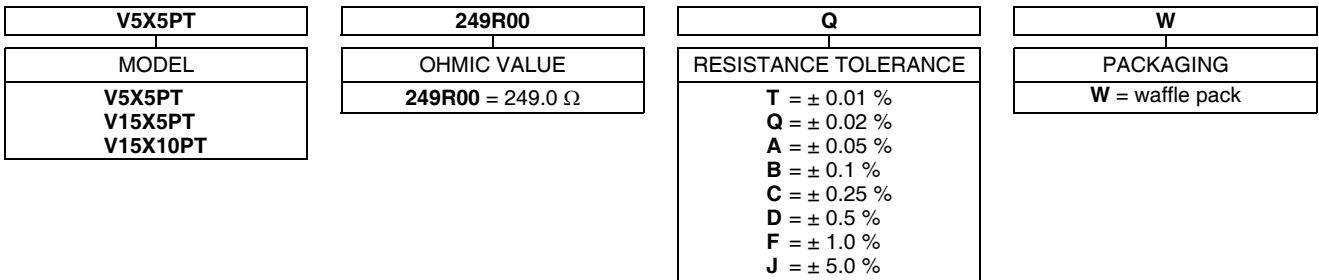 V5X5PT 249R00 Q W
MODEL OHMIC VALUE RESISTANCE TOLERANCE PACKAGING
V5X5PT
V15X5PT
V15X10PT
249R00 = 249.0 Ω
T = ± 0.01 %
Q = ± 0.02 %
A = ± 0.05 %
B = ± 0.1 %
C = ± 0.25 %
D = ± 0.5 %
F = ± 1.0 %
J = ± 5.0 %
W = waffle pack